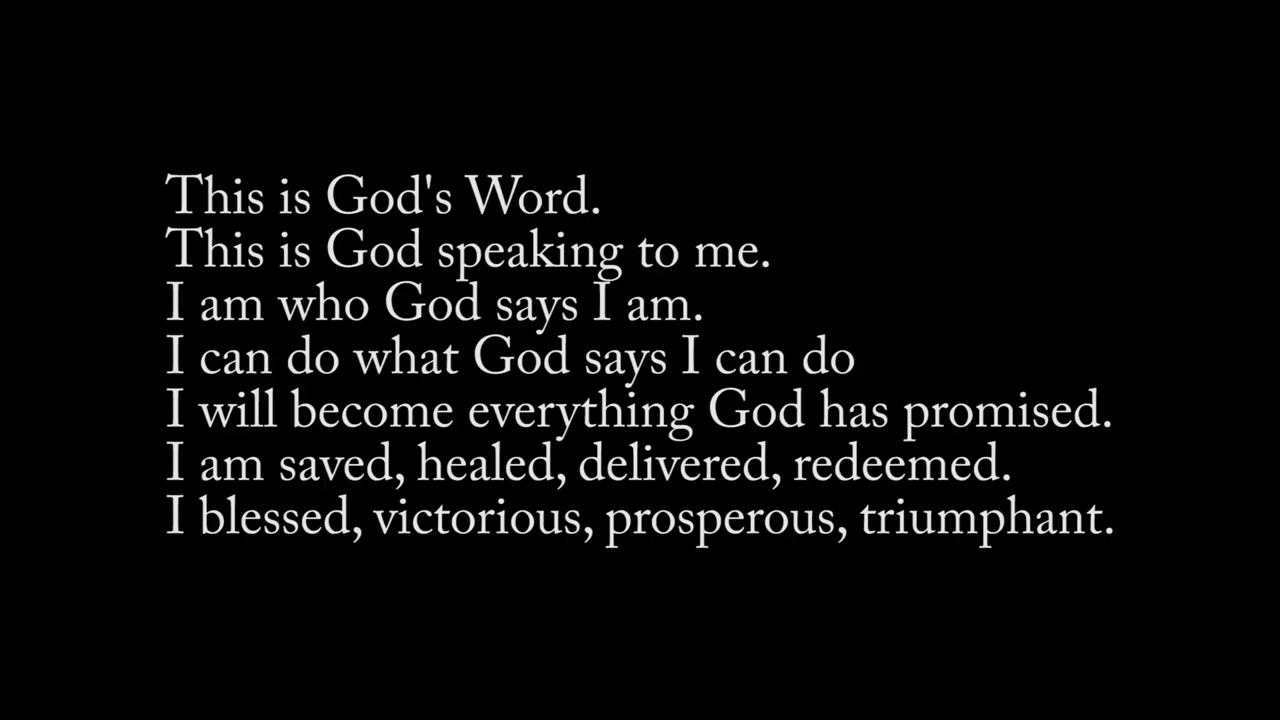 This is God's Word.
This is God speaking to me.
I am who God says I am.
I can do what God says I can do
I will become everything God has promised.
I am saved, healed, delivered, redeemed.
I blessed, victorious, prosperous, triumphant.